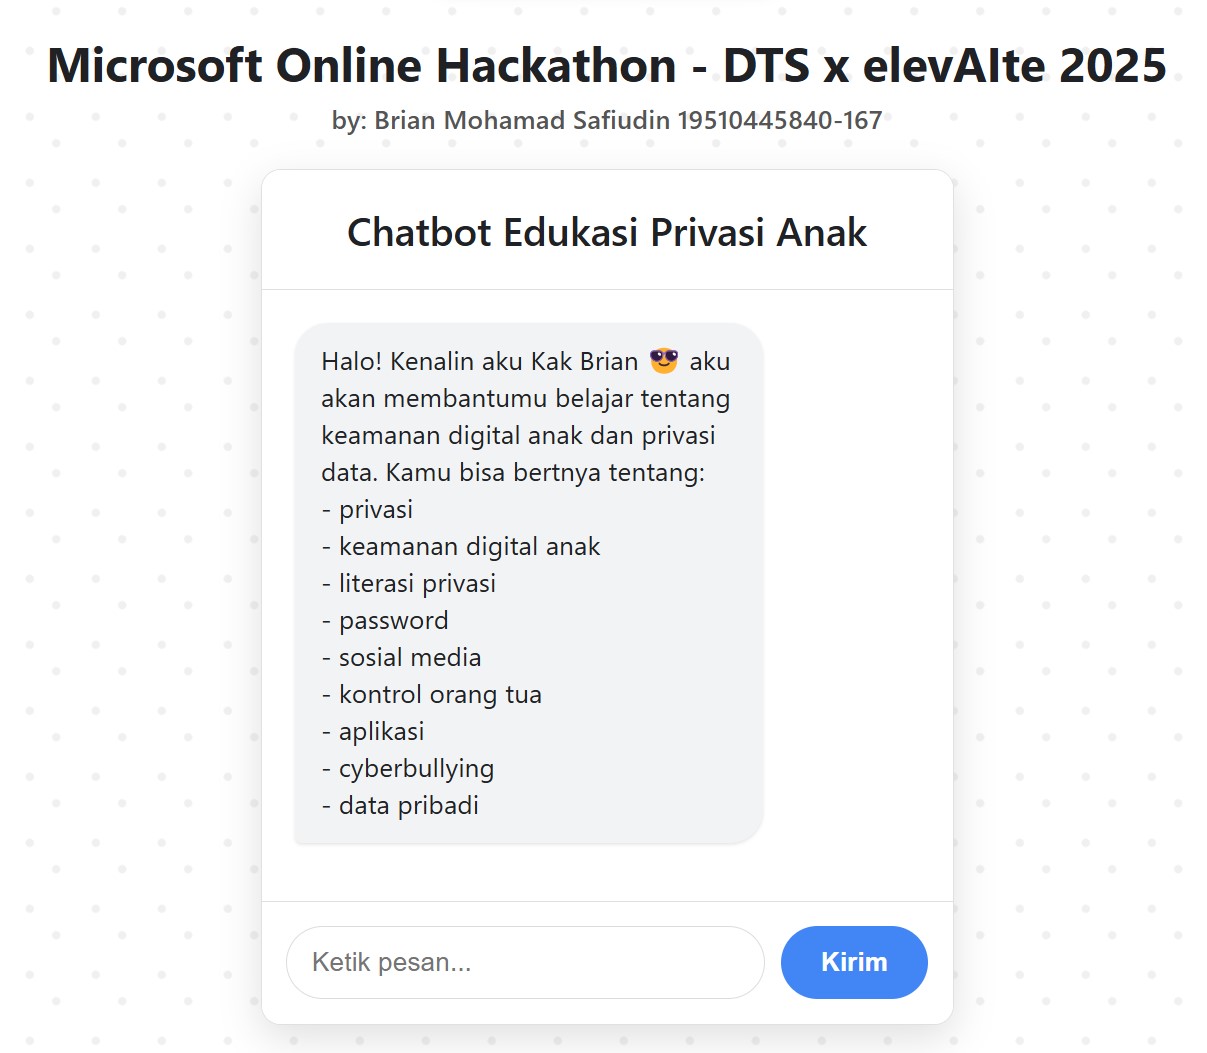 Microsoft Online Hackathon - DTS x elevAIte 2025
by: Brian Mohamad Safiudin 19510445840-167
Chatbot Edukasi Privasi Anak
Halo! Kenalin aku Kak Brian 😎 aku
akan membantumu belajar tentang
keamanan digital anak dan privasi
data. Kamu bisa bertnya tentang:
- privasi
- keamanan digital anak
- literasi privasi
- password
- sosial media
- kontrol orang tua
- aplikasi
- cyberbullying
- data pribadi
Ketik pesan...
Kirim